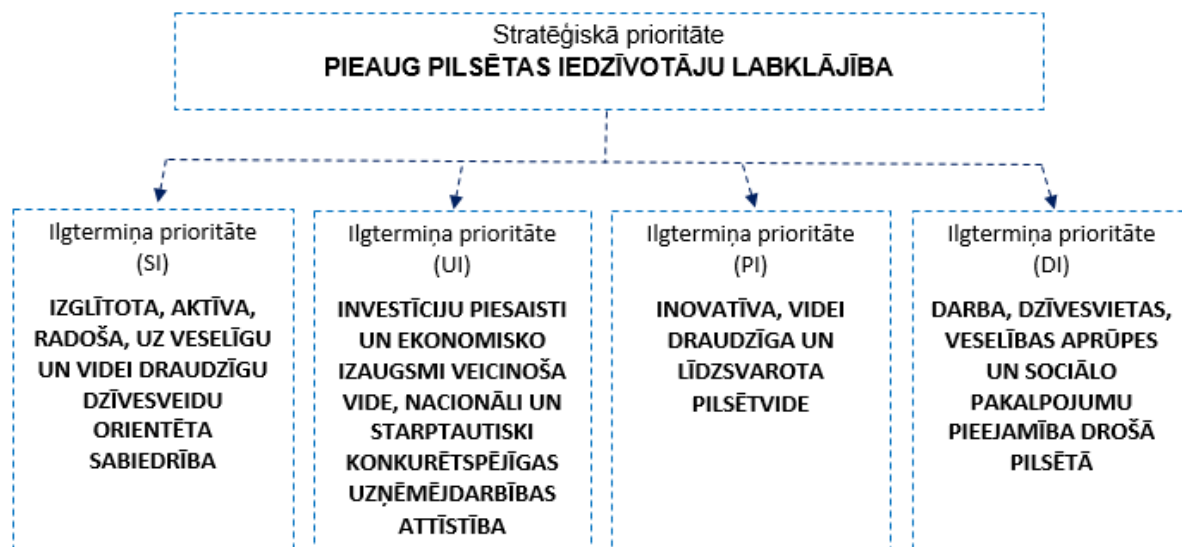 Stratēģiskā prioritāte
PIEAUG PILSĒTAS IEDZĪVOTĀJU LABKLĀJĪBA
Ilgtermiņa prioritāte
(SI)
IZGLĪTOTA, AKTĪVA,
RADOŠA, UZ VESELĪGU
UN VIDEI DRAUDZĪGU
DZĪVESVEIDU
ORIENTĒTA
SABIEDRĪBA
Ilgtermiņa prioritāte
(UI)
INVESTĪCIJU PIESAISTI
UN EKONOMISKO
IZAUGSMI VEICINOŠA
VIDE, NACIONĀLI UN
STARPTAUTISKI
KONKURĒTSPĒJĪGAS
UZŅĒMĒJDARBĪBAS
ATTĪSTĪBA
Ilgtermiņa prioritāte
(PI)
INOVATĪVA, VIDEI
DRAUDZĪGA UN
LĪDZSVAROTA
PILSĒTVIDE
Ilgtermiņa prioritāte
(DI)
DARBA, DZĪVESVIETAS,
VESELĪBAS APRŪPES
UN SOCIĀLO
PAKALPOJUMU
PIEEJAMĪBA DROŠĀ
PILSĒTĀ